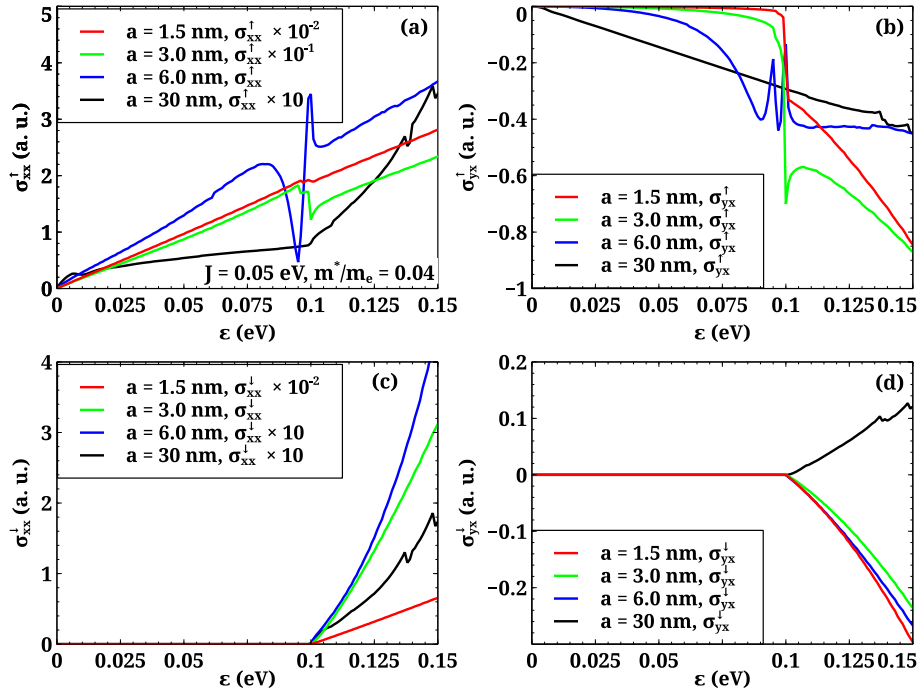 (a)
a = 1.5 nm, σ↑xx × 10-2
a = 3.0 nm, σ↑xx × 10-1
a = 6.0 nm, σ↑xx
a = 30 nm, σ↑xx × 10
J = 0.05 eV, m*/me = 0.04
σ↑xx (a. u.)
5
4
3
2
1
0
0 0.025 0.05 0.075 0.1 0.125 0.15
ε (eV)
(b)
a = 1.5 nm, σ↑yx
a = 3.0 nm, σ↑yx
a = 6.0 nm, σ↑yx
a = 30 nm, σ↑yx
σ↑yx (a. u.)
0
−0.2
−0.4
−0.6
−0.8
−1
0 0.025 0.05 0.075 0.1 0.125 0.15
ε (eV)
(c)
a = 1.5 nm, σ↓xx × 10-2
a = 3.0 nm, σ↓xx
a = 6.0 nm, σ↓xx × 10
a = 30 nm, σ↓xx × 10
σ↓xx (a. u.)
4
3
2
1
0
0 0.025 0.05 0.075 0.1 0.125 0.15
ε (eV)
(d)
a = 1.5 nm, σ↓yx
a = 3.0 nm, σ↓yx
a = 6.0 nm, σ↓yx
a = 30 nm, σ↓yx
σ↓yx (a. u.)
0.2
0.1
0
−0.1
−0.2
0 0.025 0.05 0.075 0.1 0.125 0.15
ε (eV)